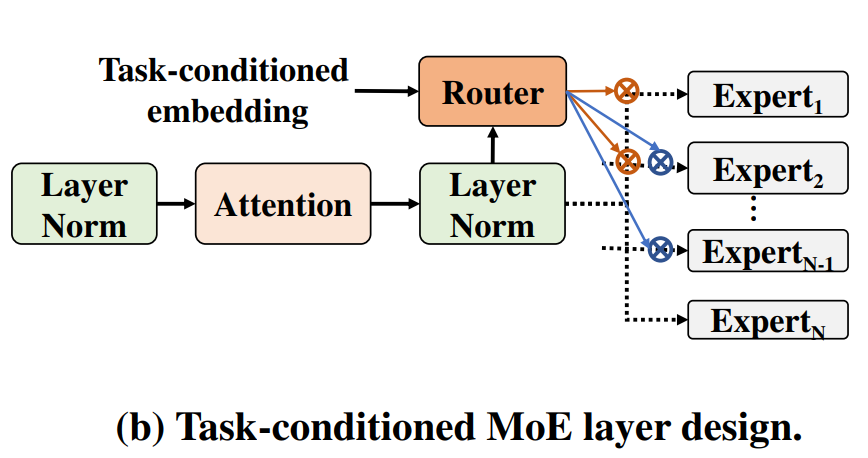 Task-conditioned
embedding
Router
Layer
Norm
Attention
Layer
Norm
Expert1
Expert2
ExpertN-1
ExpertN
(b) Task-conditioned MoE layer design.